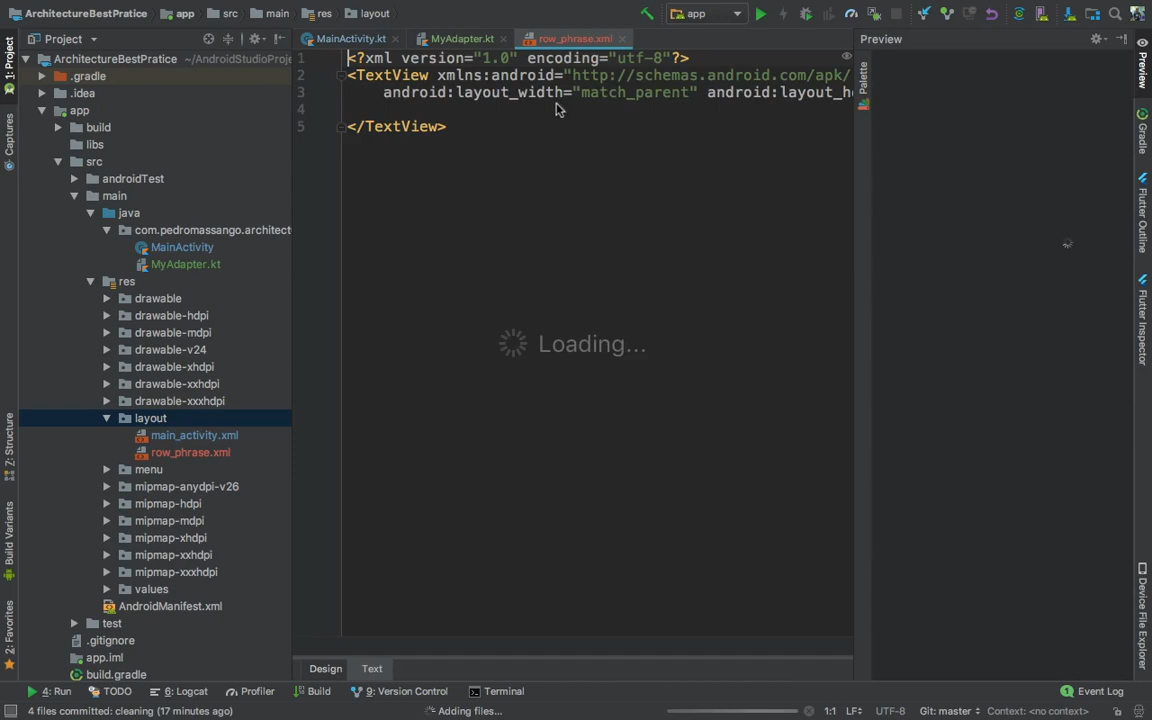 ArchitectureBestPratice app src main res layout app
Project MainActivity.kt MyAdapter.kt row_phrase.xml Preview
ArchitectureBestPratice ~/AndroidStudioProje
.gradle
.idea
app
build
libs
src
androidTest
main
java
com.pedromassango.architect
MainActivity
MyAdapter.kt
res
drawable
drawable-hdpi
drawable-mdpi
drawable-v24
drawable-xhdpi
drawable-xxhdpi
drawable-xxxhdpi
layout
main_activity.xml
row_phrase.xml
menu
mipmap-anydpi-v26
mipmap-hdpi
mipmap-mdpi
mipmap-xhdpi
mipmap-xxhdpi
mipmap-xxxhdpi
values
AndroidManifest.xml
test
.gitignore
app.iml
build.gradle
1 <?xml version="1.0" encoding="utf-8"?>
2 <TextView xmlns:android="http://schemas.android.com/apk/
3 android:layout_width="match_parent" android:layout_he
4
5 </TextView>
Loading...
Design Text
1: Project
Captures
Z: Structure
Build Variants
2: Favorites
Palette
Preview
Gradle
Flutter Outline
Flutter Inspector
Device File Explorer
4: Run TODO 6: Logcat Profiler Build 9: Version Control Terminal 1 Event Log
4 files committed: cleaning (17 minutes ago) Adding files... 1:1 LF UTF-8 Git: master Context: <no context>